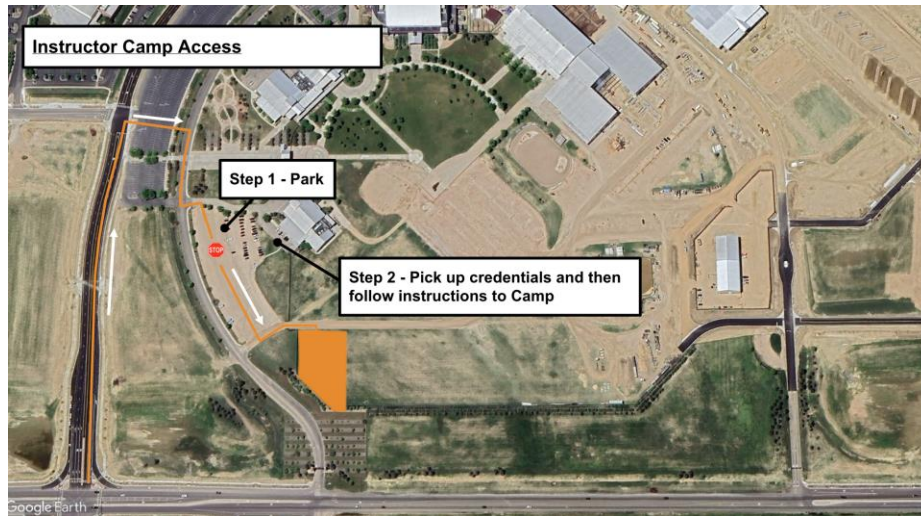 Instructor Camp Access
Step 1 - Park
STOP
Step 2 - Pick up credentials and then
follow instructions to Camp
Google Earth